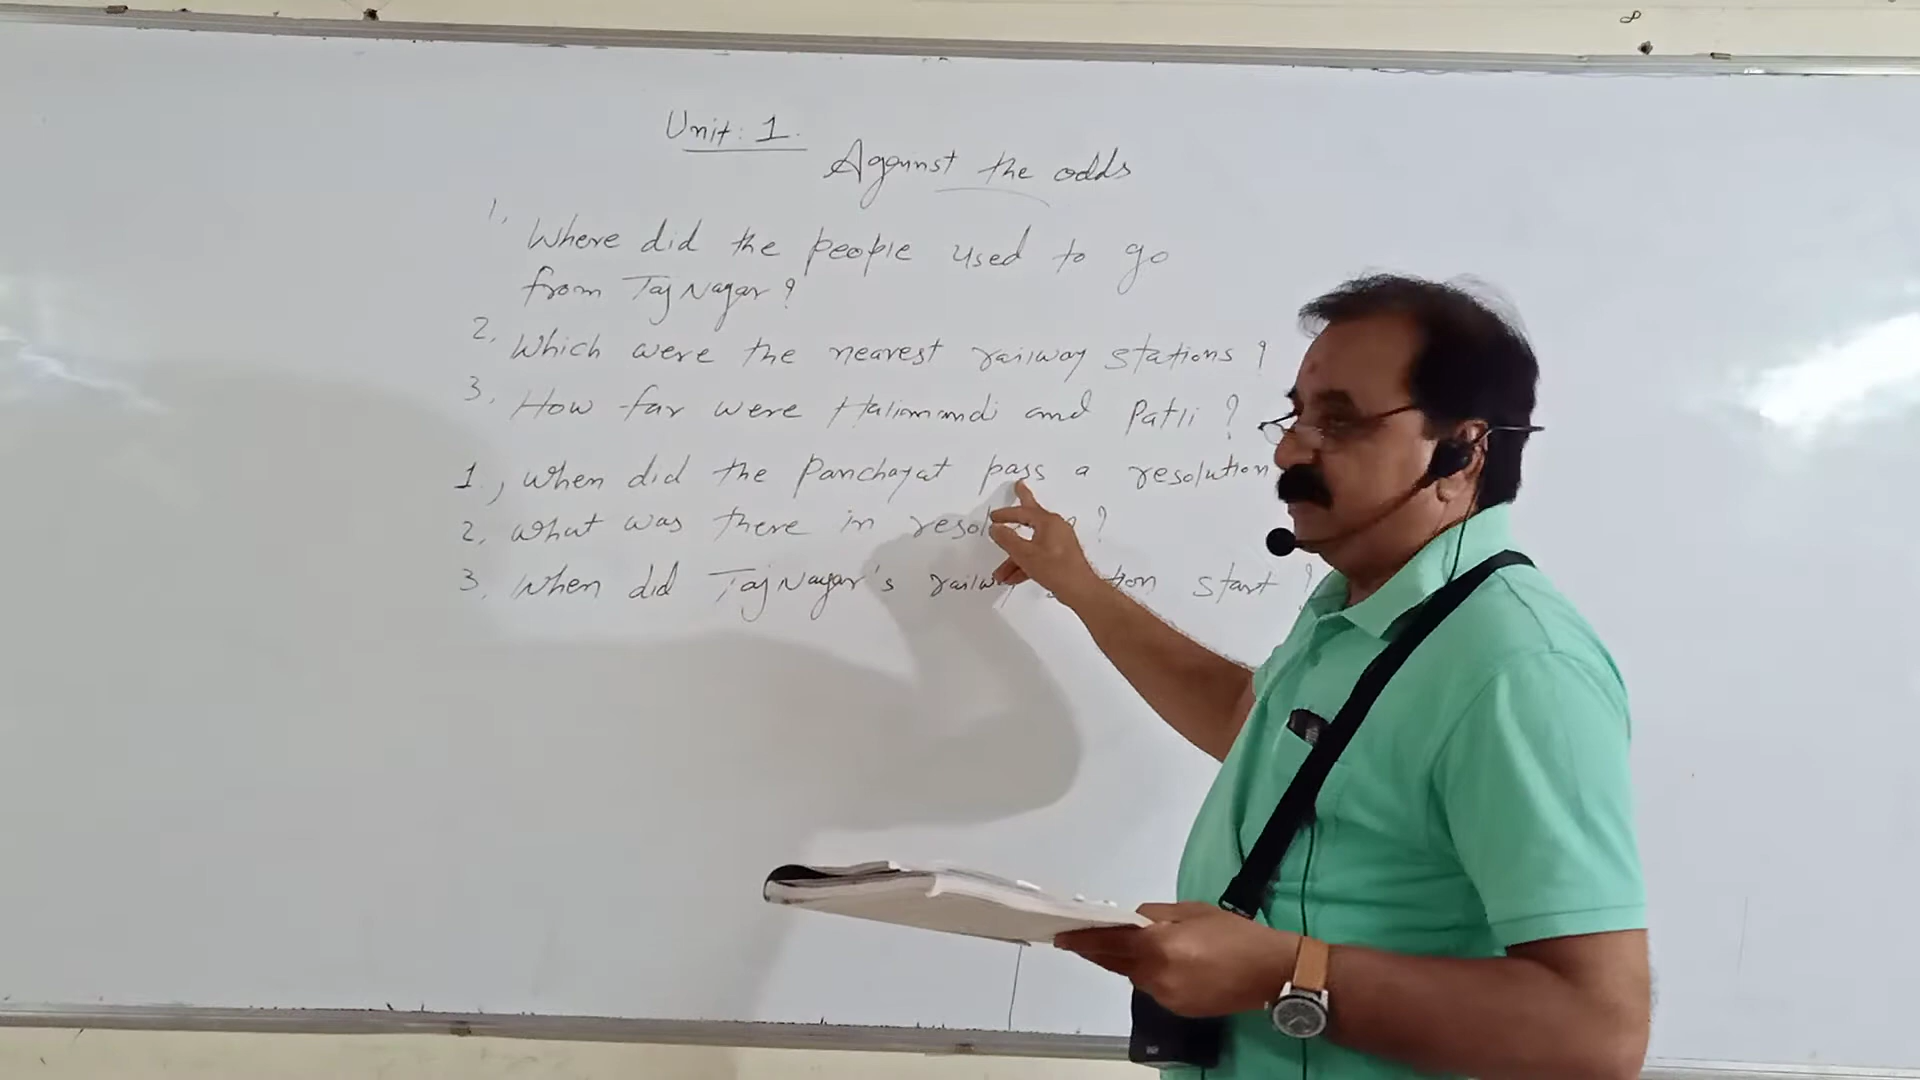 Unit: 1.
Against the odds
1. Where did the people used to go
from Taj Nagar?
2. Which were the nearest railway stations?
3. How far were Halimandi and Patli?
1., When did the Panchayat pass a resolution
2. What was there in ?
3. When did Taj Nagar's start?